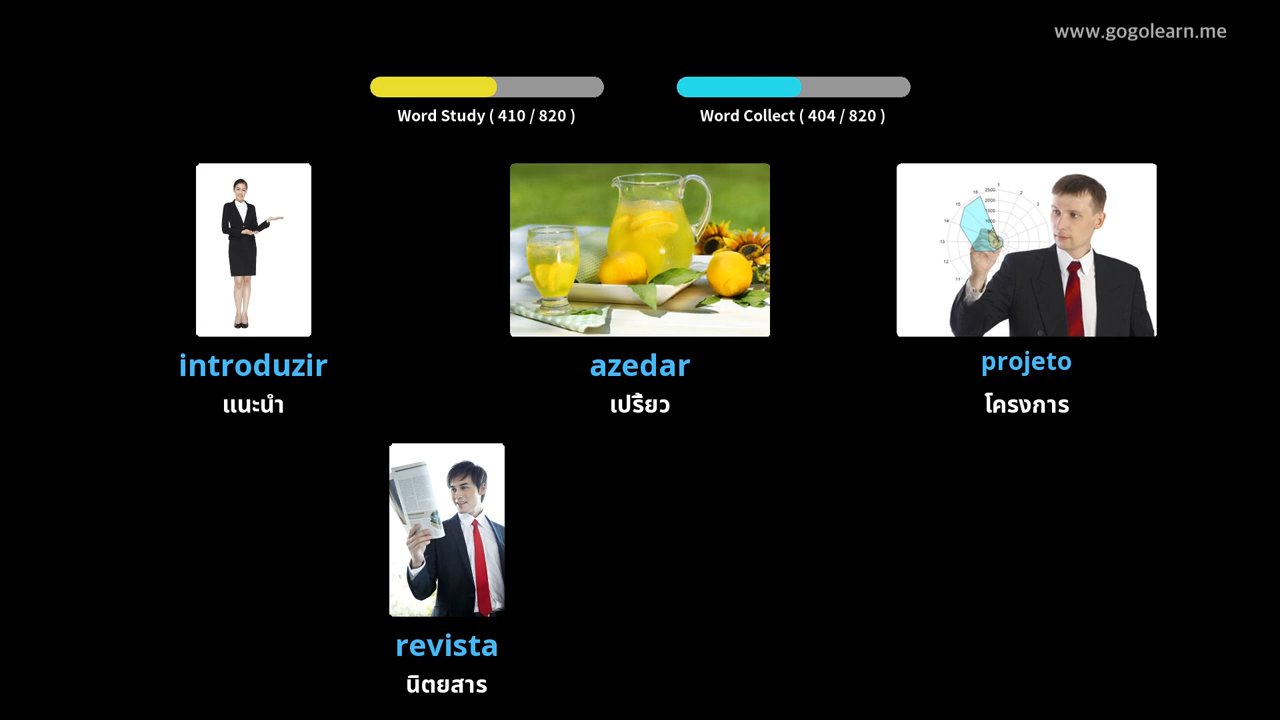 www.gogolearn.me
Word Study ( 410 / 820 )
Word Collect ( 404 / 820 )
introduzir
แนะนำ
azedar
เปรี้ยว
projeto
โครงการ
revista
นิตยสาร